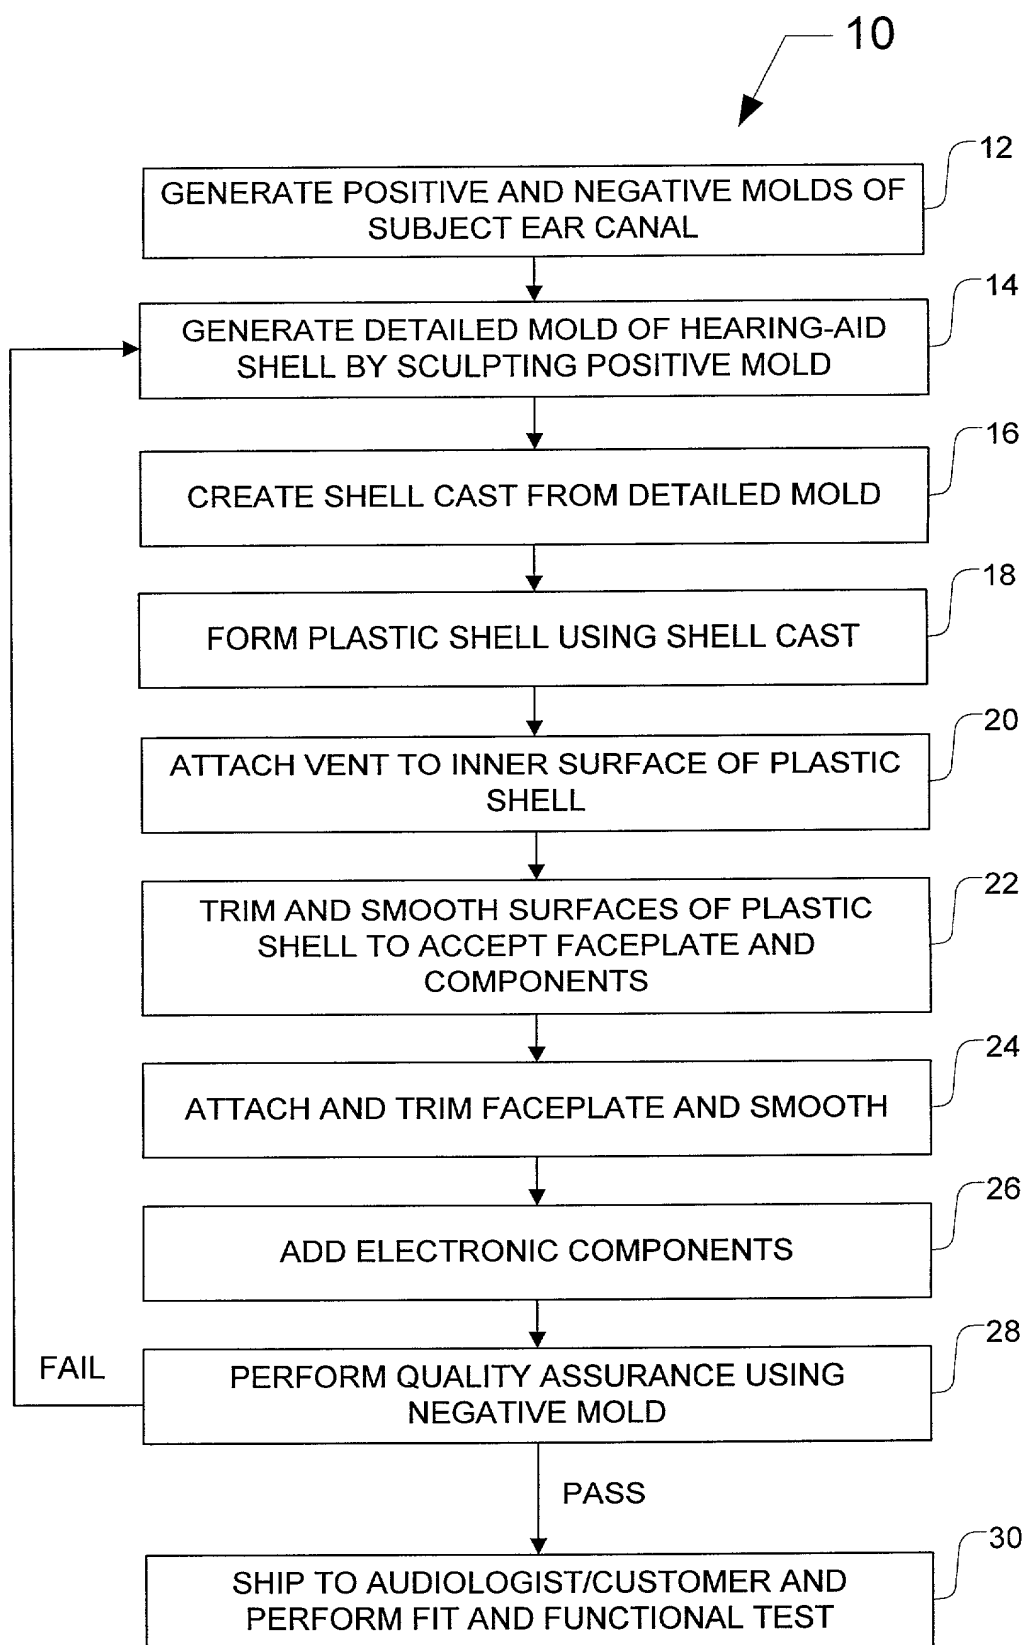 10
12
GENERATE POSITIVE AND NEGATIVE MOLDS OF
SUBJECT EAR CANAL
14
GENERATE DETAILED MOLD OF HEARING-AID
SHELL BY SCULPTING POSITIVE MOLD
16
CREATE SHELL CAST FROM DETAILED MOLD
18
FORM PLASTIC SHELL USING SHELL CAST
20
ATTACH VENT TO INNER SURFACE OF PLASTIC
SHELL
22
TRIM AND SMOOTH SURFACES OF PLASTIC
SHELL TO ACCEPT FACEPLATE AND
COMPONENTS
24
ATTACH AND TRIM FACEPLATE AND SMOOTH
26
ADD ELECTRONIC COMPONENTS
28
FAIL
PERFORM QUALITY ASSURANCE USING
NEGATIVE MOLD
PASS
30
SHIP TO AUDIOLOGIST/CUSTOMER AND
PERFORM FIT AND FUNCTIONAL TEST